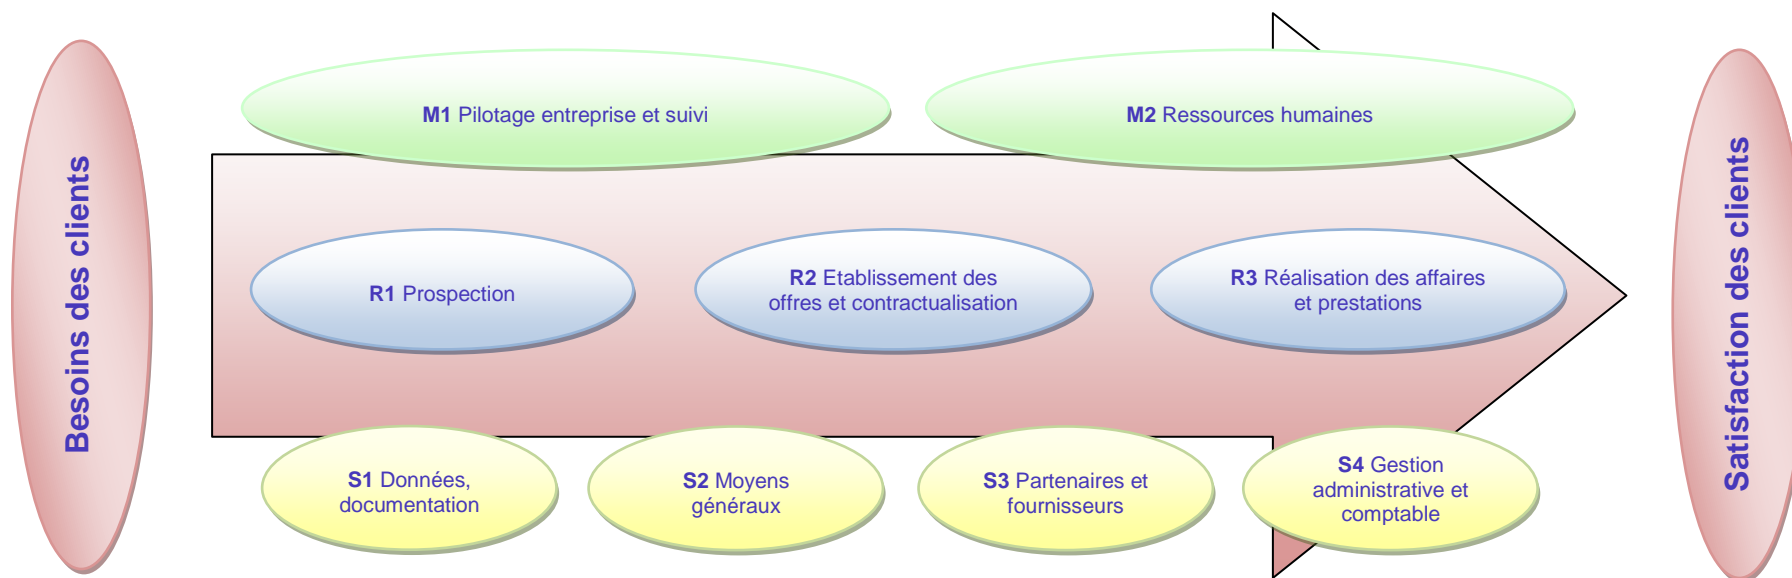 Besoins des clients
M1 Pilotage entreprise et suivi
M2 Ressources humaines
R1 Prospection
R2 Etablissement des
offres et contractualisation
R3 Réalisation des affaires
et prestations
S1 Données,
documentation
S2 Moyens
généraux
S3 Partenaires et
fournisseurs
S4 Gestion
administrative et
comptable
Satisfaction des clients